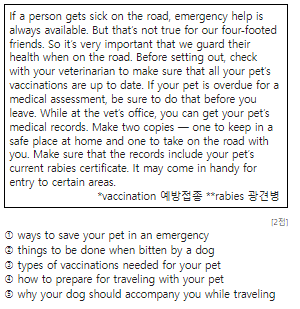 If a person gets sick on the road, emergency help is
always available. But that's not true for our four-footed
friends. So it's very important that we guard their
health when on the road. Before setting out, check
with your veterinarian to make sure that all your pet's
vaccinations are up to date. If your pet is overdue for a
medical assessment, be sure to do that before you
leave. While at the vet's office, you can get your pet's
medical records. Make two copies — one to keep in a
safe place at home and one to take on the road with
you. Make sure that the records include your pet's
current rabies certificate. It may come in handy for
entry to certain areas.
*vaccination 예방접종 **rabies 광견병
[2점]
① ways to save your pet in an emergency
② things to be done when bitten by a dog
③ types of vaccinations needed for your pet
④ how to prepare for traveling with your pet
⑤ why your dog should accompany you while traveling